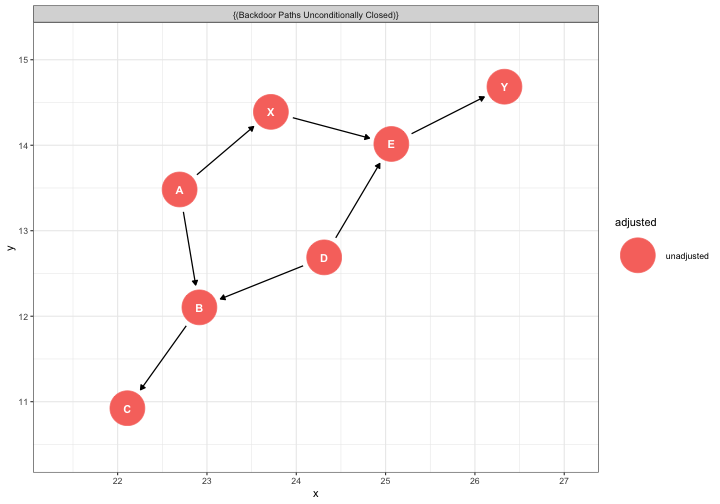 {(Backdoor Paths Unconditionally Closed)}
15
14
13
12
11
y
X
Y
E
A
D
B
C
22 23 24 25 26 27
x
adjusted
unadjusted